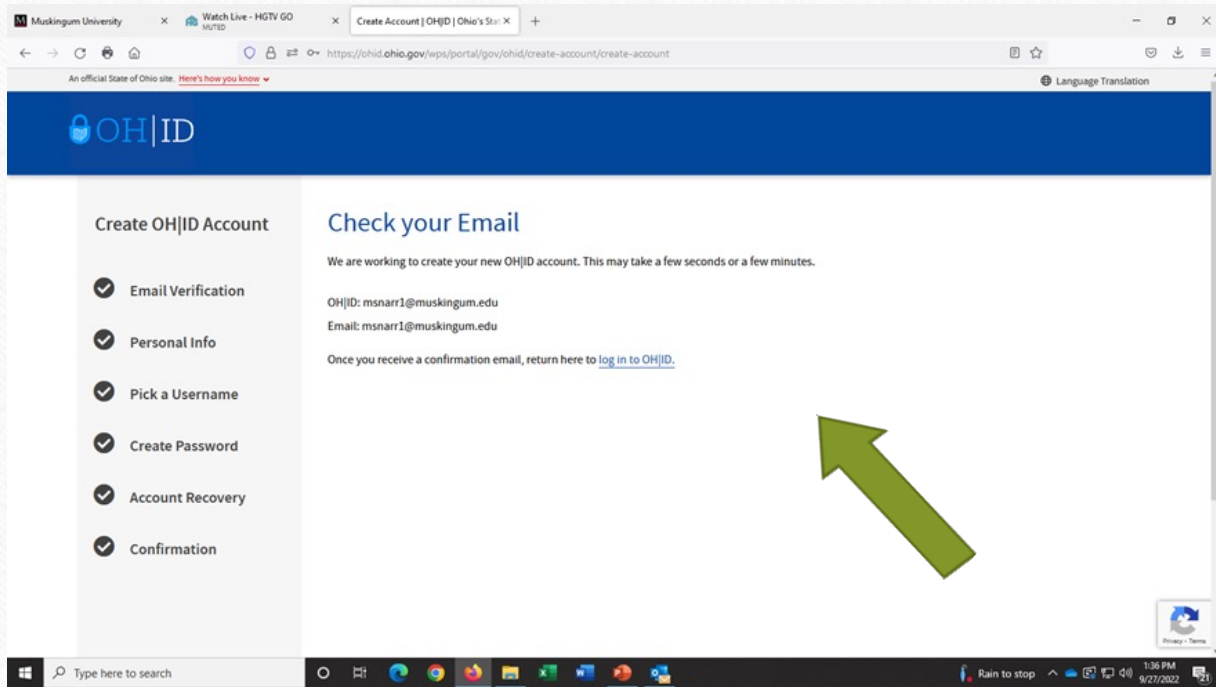 Muskingum University
Watch Live - HGTV GO
MUTED
Create Account | OH|ID | Ohio's Stat
https://ohid.ohio.gov/wps/portal/gov/ohid/create-account/create-account
An official State of Ohio site. Here's how you know
Language Translation
OH|ID
Create OH|ID Account
Email Verification
Personal Info
Pick a Username
Create Password
Account Recovery
Confirmation
Check your Email
We are working to create your new OH|ID account. This may take a few seconds or a few minutes.
OH|ID: msnarr1@muskingum.edu
Email: msnarr1@muskingum.edu
Once you receive a confirmation email, return here to log in to OH|ID.
Privacy - Terms
Type here to search
Rain to stop
1:36 PM
9/27/2022
21